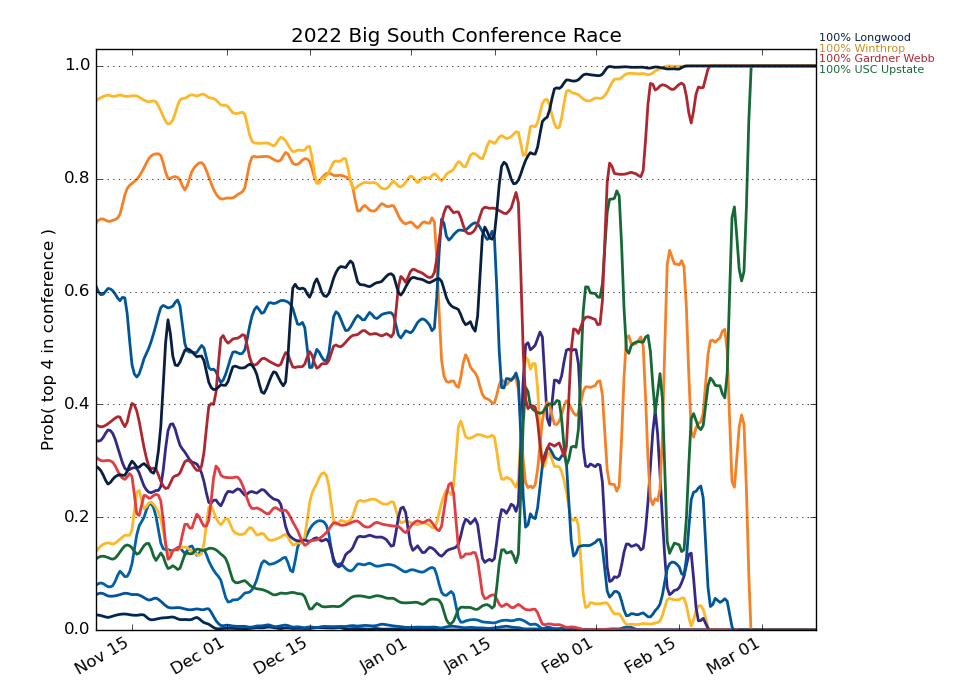 2022 Big South Conference Race
100% Longwood
100% Winthrop
100% Gardner Webb
100% USC Upstate
Prob( top 4 in conference )
1.0
0.8
0.6
0.4
0.2
0.0
Nov 15
Dec 01
Dec 15
Jan 01
Jan 15
Feb 01
Feb 15
Mar 01